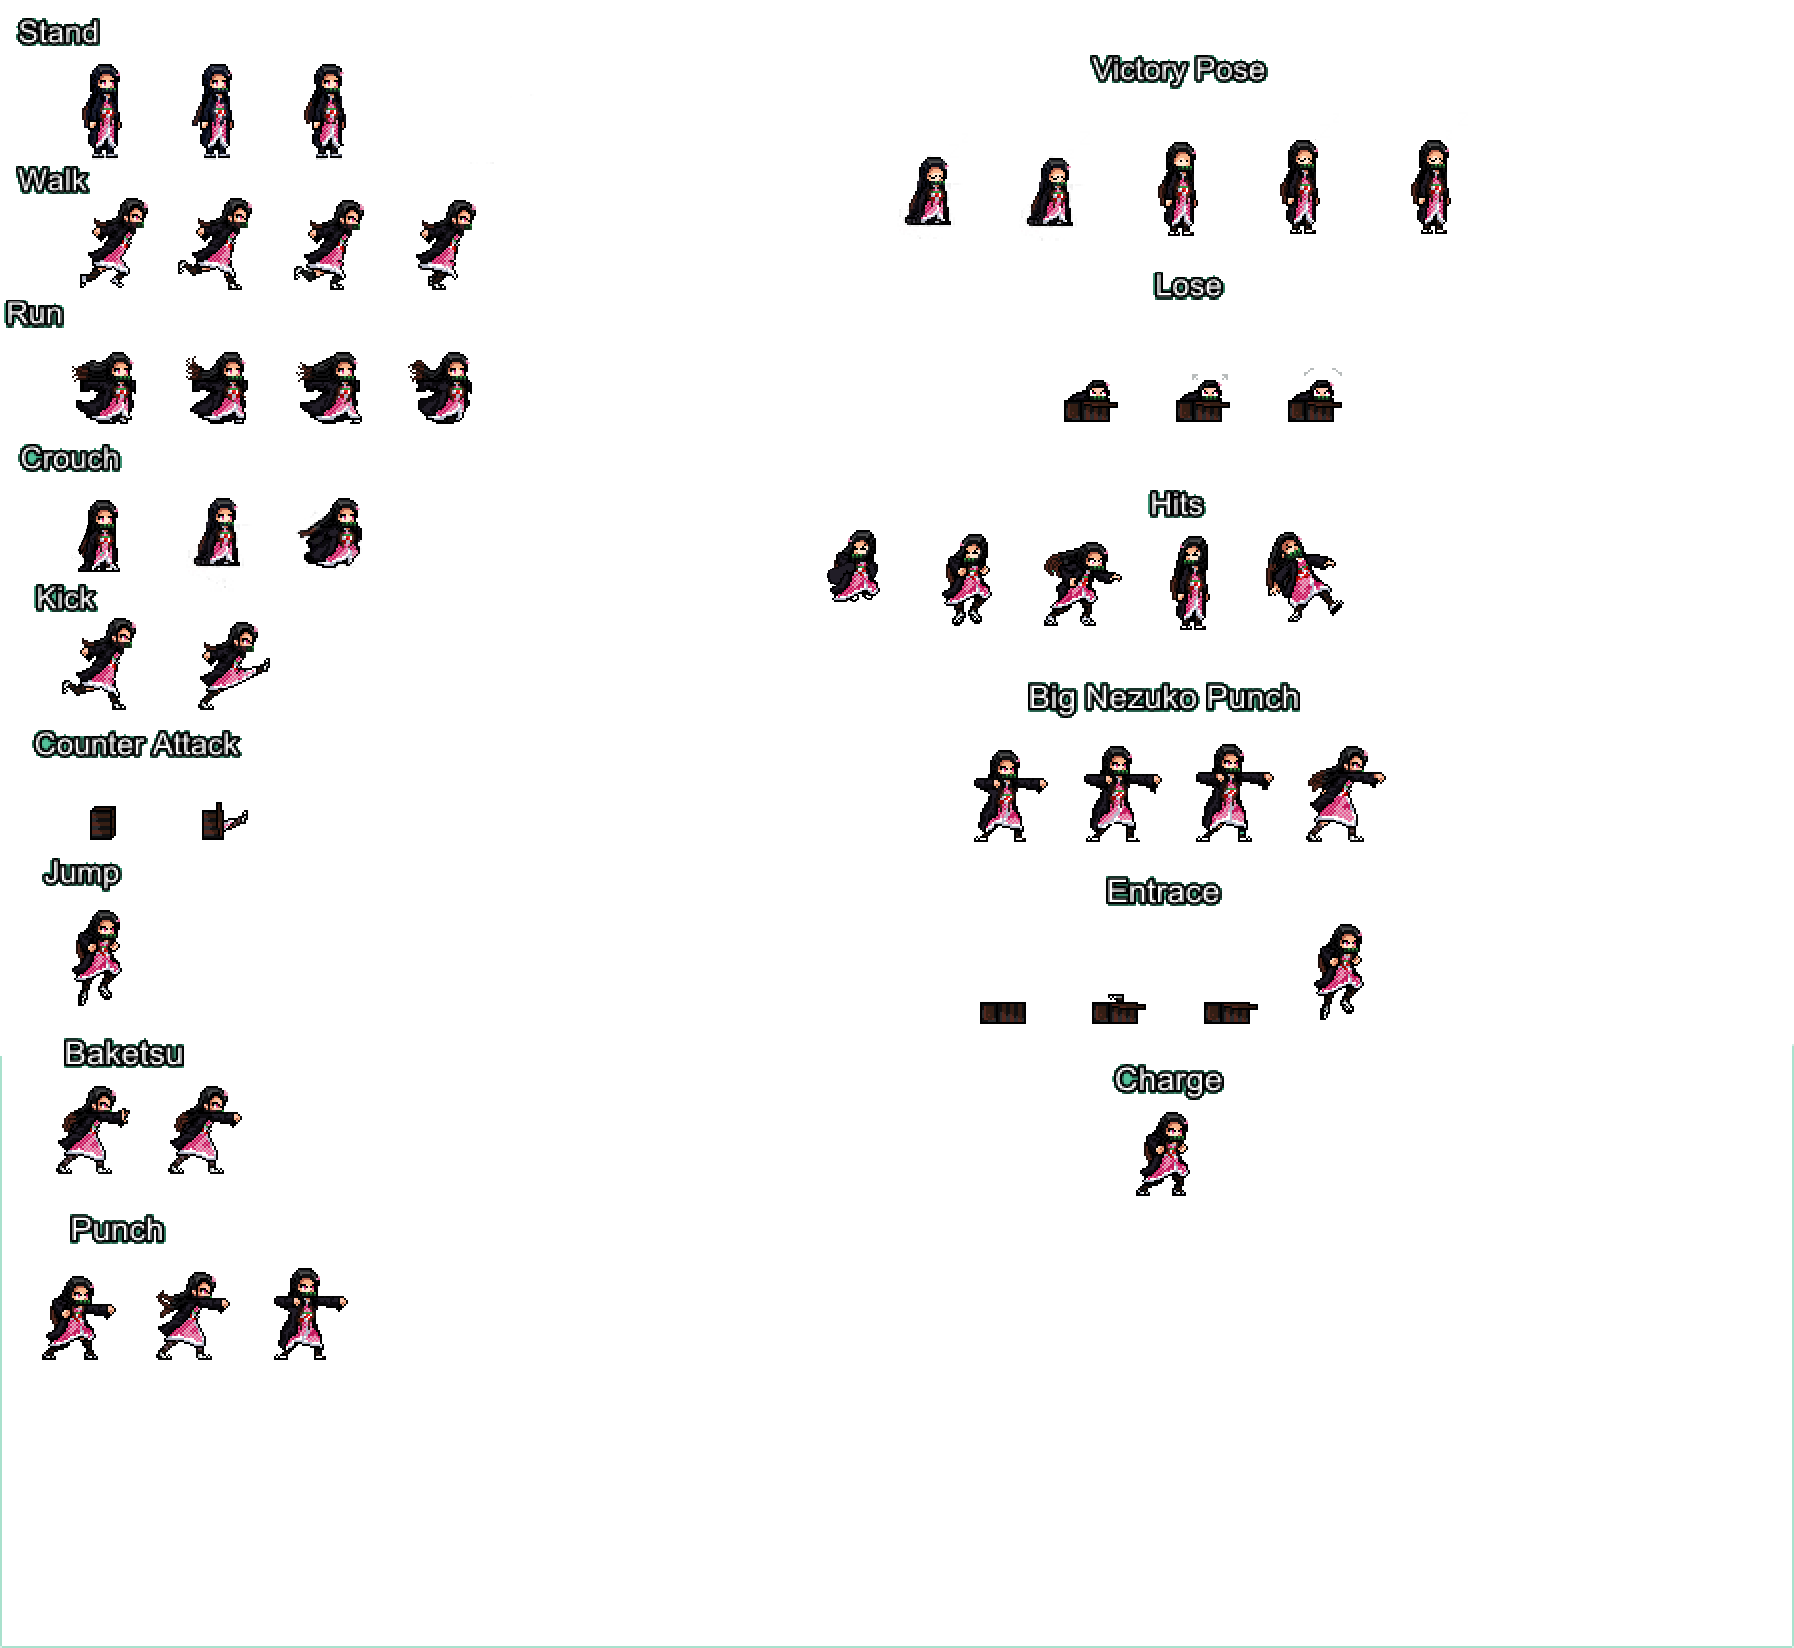 Stand
Walk
Run
Crouch
Kick
Counter Attack
Jump
Baketsu
Punch
Victory Pose
Lose
Hits
Big Nezuko Punch
Entrace
Charge